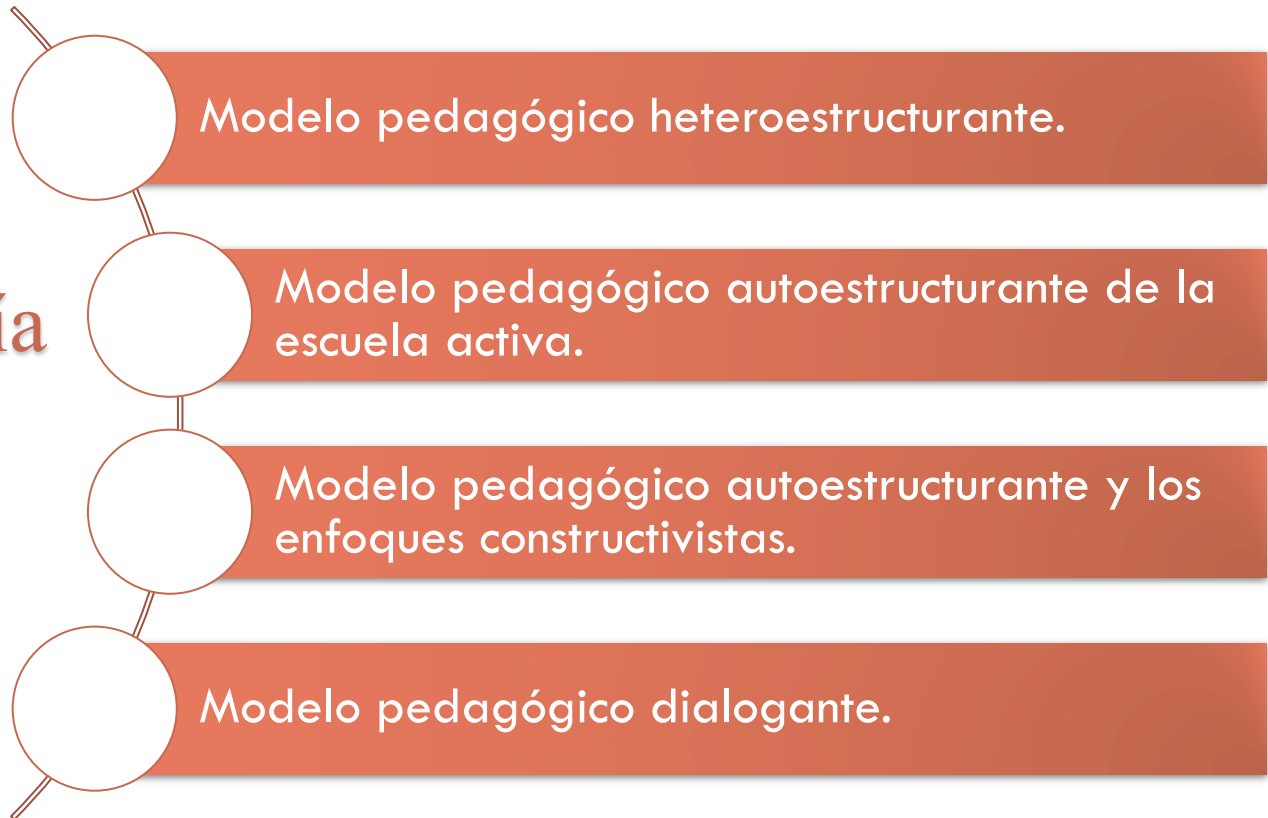 Modelo pedagógico heteroestructurante.
ía
Modelo pedagógico autoestructurante de la
escuela activa.
Modelo pedagógico autoestructurante y los
enfoques constructivistas.
Modelo pedagógico dialogante.